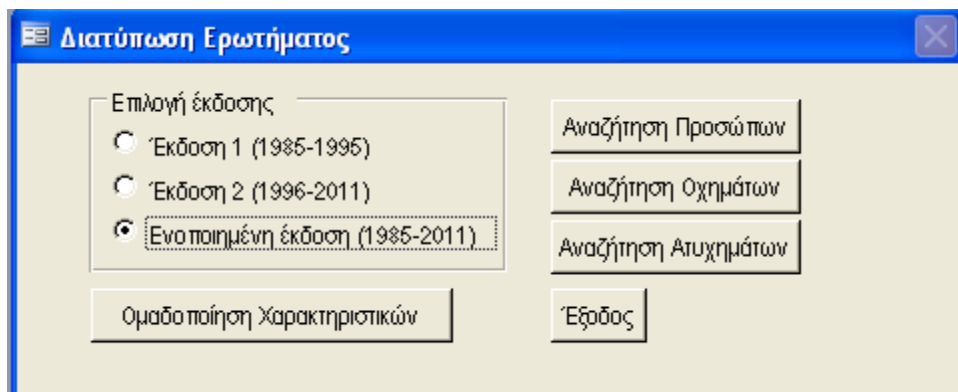 Διατύπωση Ερωτήματος
Επιλογή έκδοσης
Έκδοση 1 (1985-1995)
Έκδοση 2 (1996-2011)
Ενοποιημένη έκδοση (1985-2011)
Αναζήτηση Προσώπων
Αναζήτηση Οχημάτων
Αναζήτηση Ατυχημάτων
Ομαδοποίηση Χαρακτηριστικών
Έξοδος